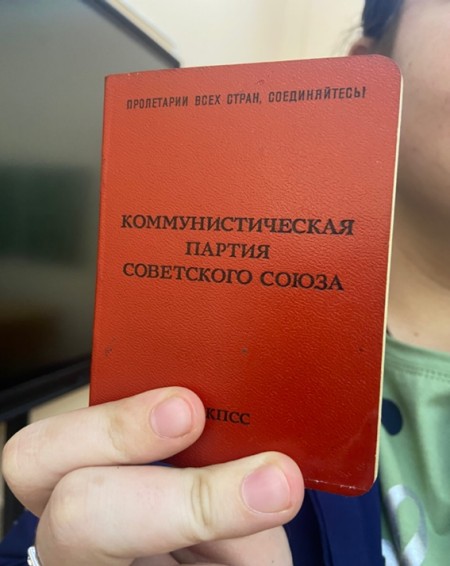 ПРОЛЕТАРИИ ВСЕХ СТРАН, СОЕДИНЯЙТЕСЬ!
КОММУНИСТИЧЕСКАЯ
ПАРТИЯ
СОВЕТСКОГО СОЮЗА
КПСС